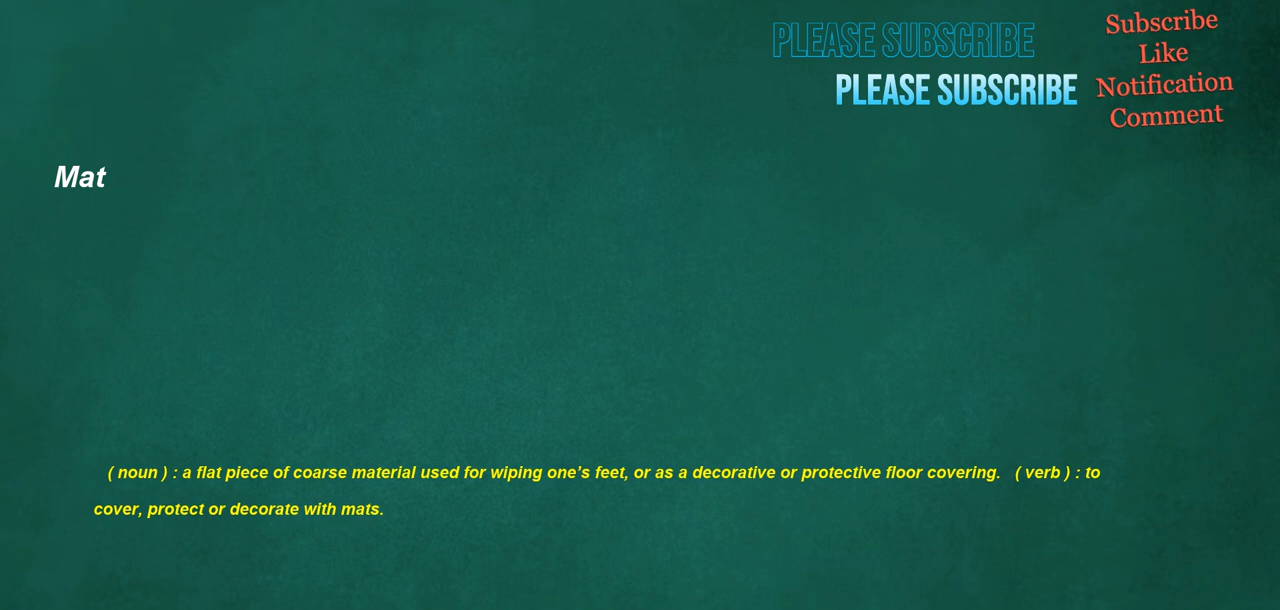 PLEASE SUBSCRIBE
PLEASE SUBSCRIBE
Subscribe
Like
Notification
Comment
Mat
( noun ) : a flat piece of coarse material used for wiping one’s feet, or as a decorative or protective floor covering. ( verb ) : to
cover, protect or decorate with mats.